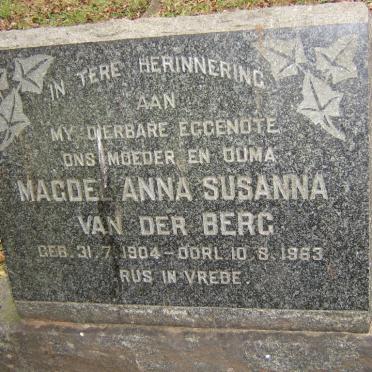 IN TERE HERINNERING
AAN
MY DIERBARE EGGENOTE
ONS MOEDER EN OUMA
ANNA SUSANNA
VAN DER BERG
GEB. 31.7.1904 – OORL. 10.8.1963
RUS IN VREDE.